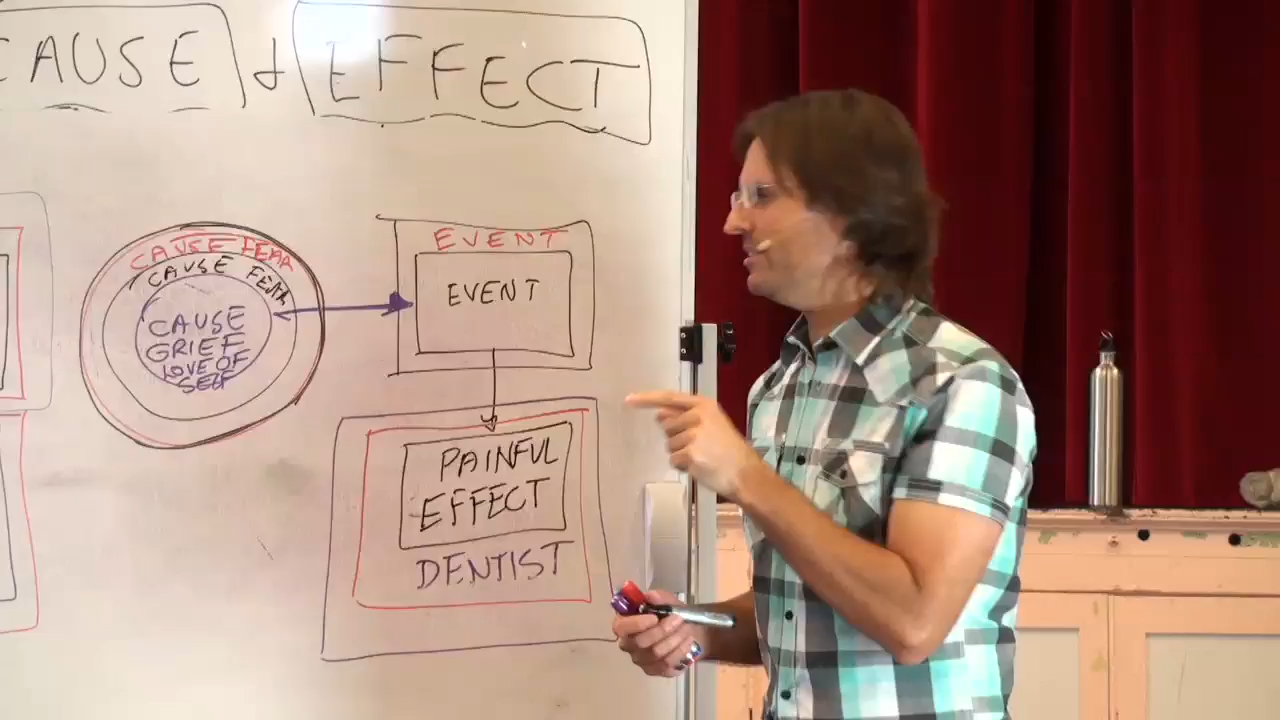 CAUSE & EFFECT
CAUSE FEAR
CAUSE FEAR
CAUSE
GRIEF
LOVE OF
SELF
EVENT
EVENT
PAINFUL
EFFECT
DENTIST